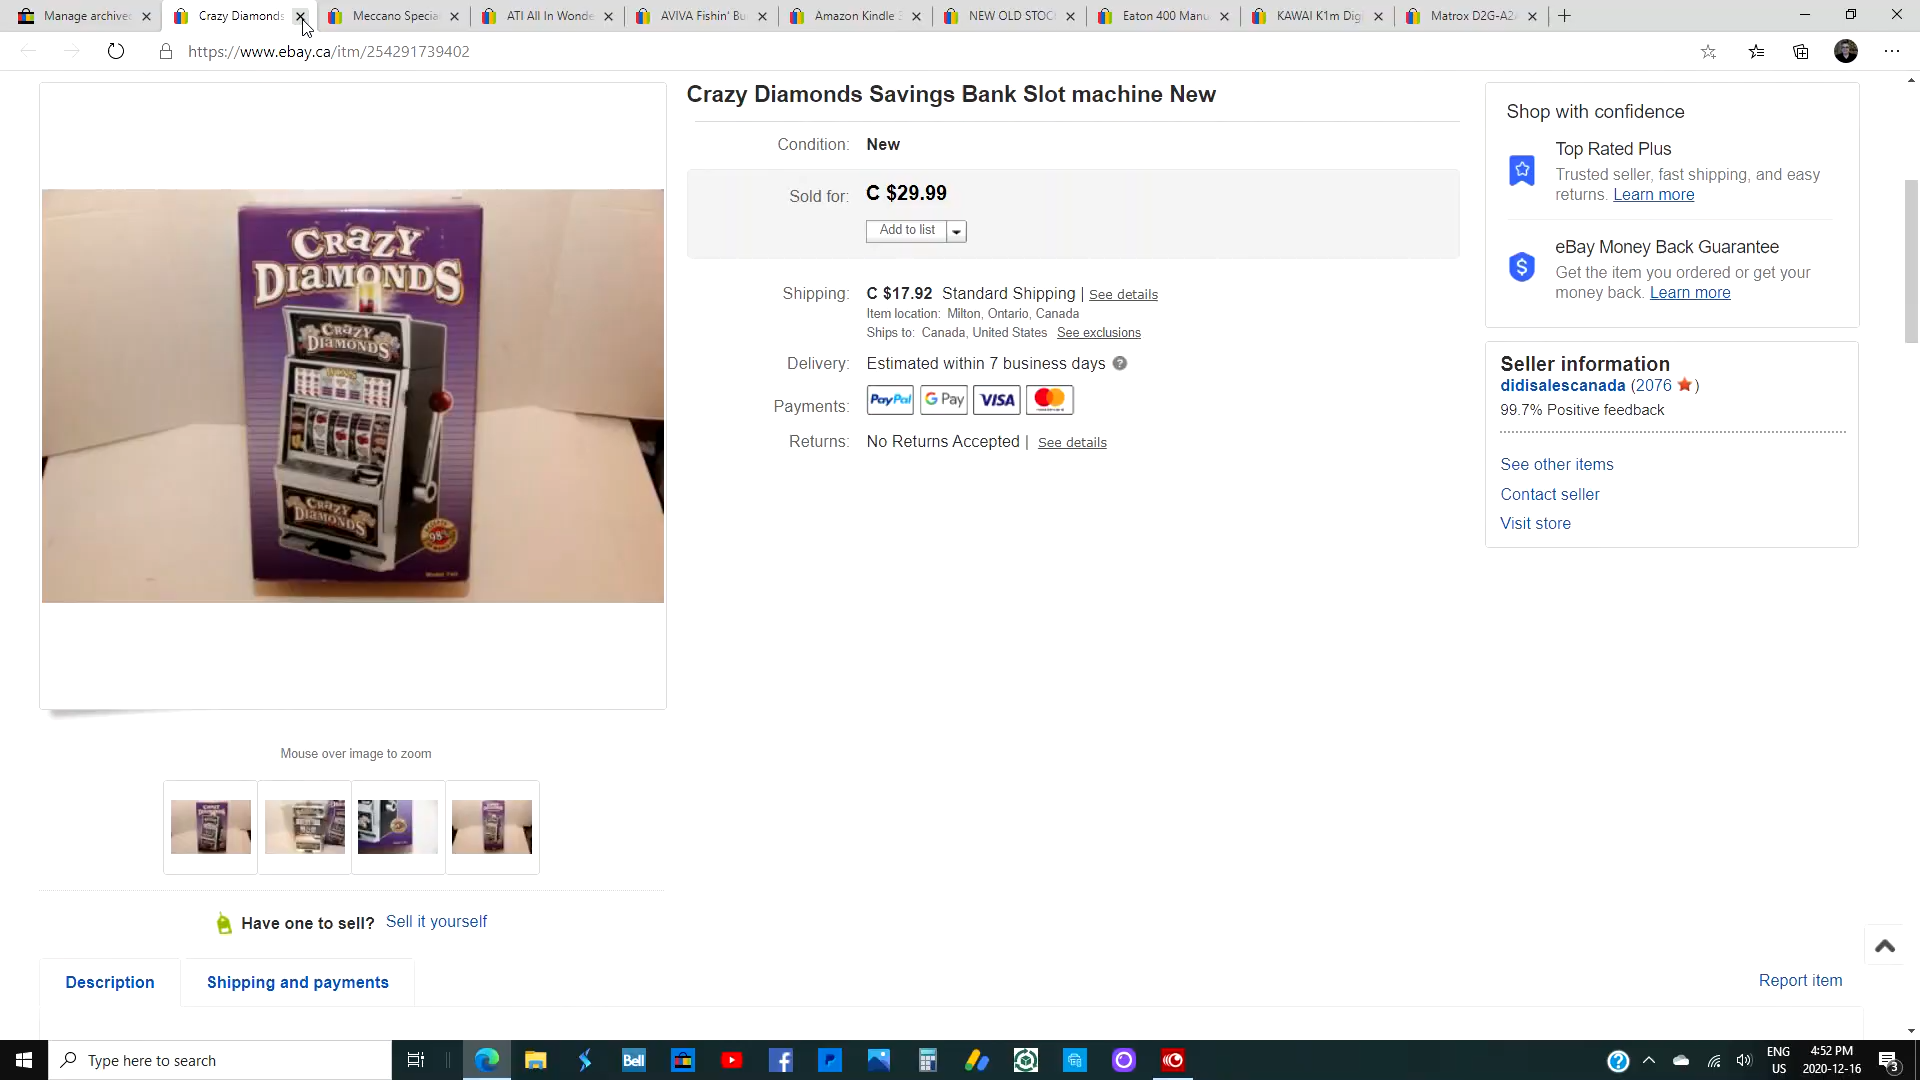 Manage archive
Crazy Diamonds
Meccano Specia
ATI All In Wonde
AVIVA Fishin' Bu
Amazon Kindle 3
NEW OLD STOC
Eaton 400 Manu
KAWAI K1m Dig
Matrox D2G-A2A
https://www.ebay.ca/itm/254291739402
Crazy Diamonds Savings Bank Slot machine New
Condition: New
Sold for: C $29.99
Add to list
Shipping: C $17.92 Standard Shipping | See details
Item location: Milton, Ontario, Canada
Ships to: Canada, United States See exclusions
Delivery: Estimated within 7 business days ?
Payments: PayPal G Pay VISA
Returns: No Returns Accepted | See details
Shop with confidence
Top Rated Plus
Trusted seller, fast shipping, and easy
returns. Learn more
eBay Money Back Guarantee
Get the item you ordered or get your
money back. Learn more
Seller information
didisalescanada (2076 )
99.7% Positive feedback
See other items
Contact seller
Visit store
CRAZY
DIAMONDS
CRAZY
DIAMONDS
CRAZY
DIAMONDS
98%
Mouse over image to zoom
Have one to sell? Sell it yourself
Description
Shipping and payments
Report item
Type here to search
Bell
ENG
US
4:52 PM
2020-12-16
3